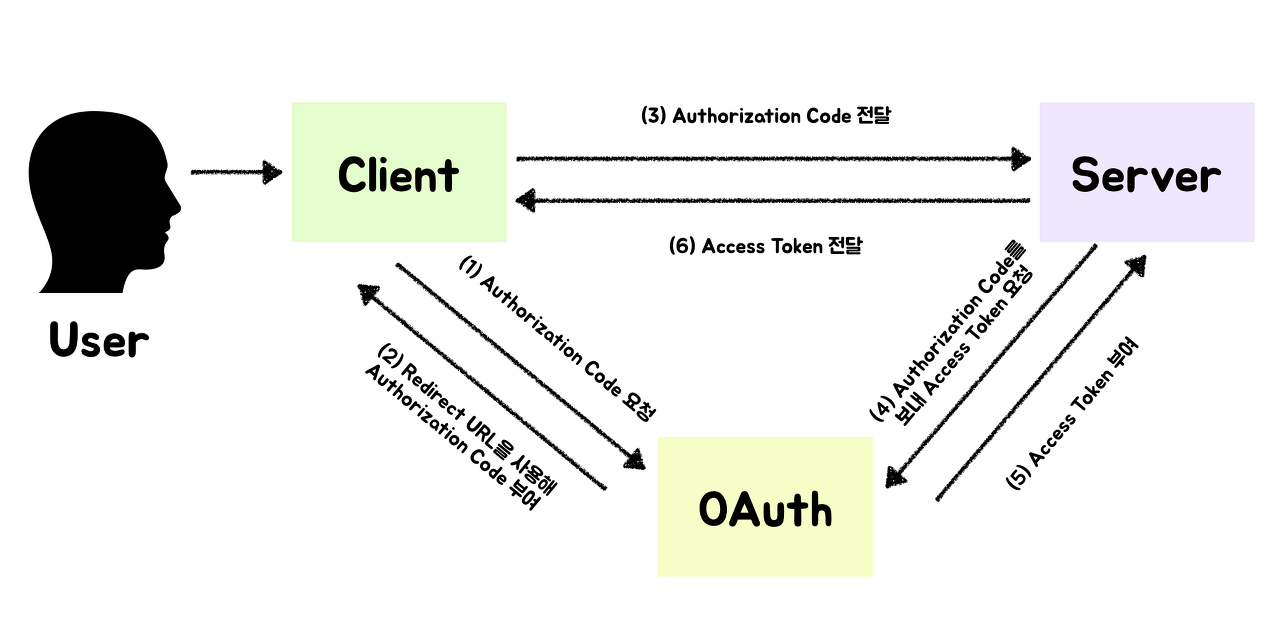 User
Client
Server
OAuth
(1) Authorization Code 요청
(2) Redirect URL을 사용해
Authorization Code 부여
(3) Authorization Code 전달
(4) Authorization Code를
보내 Access Token 요청
(5) Access Token 부여
(6) Access Token 전달